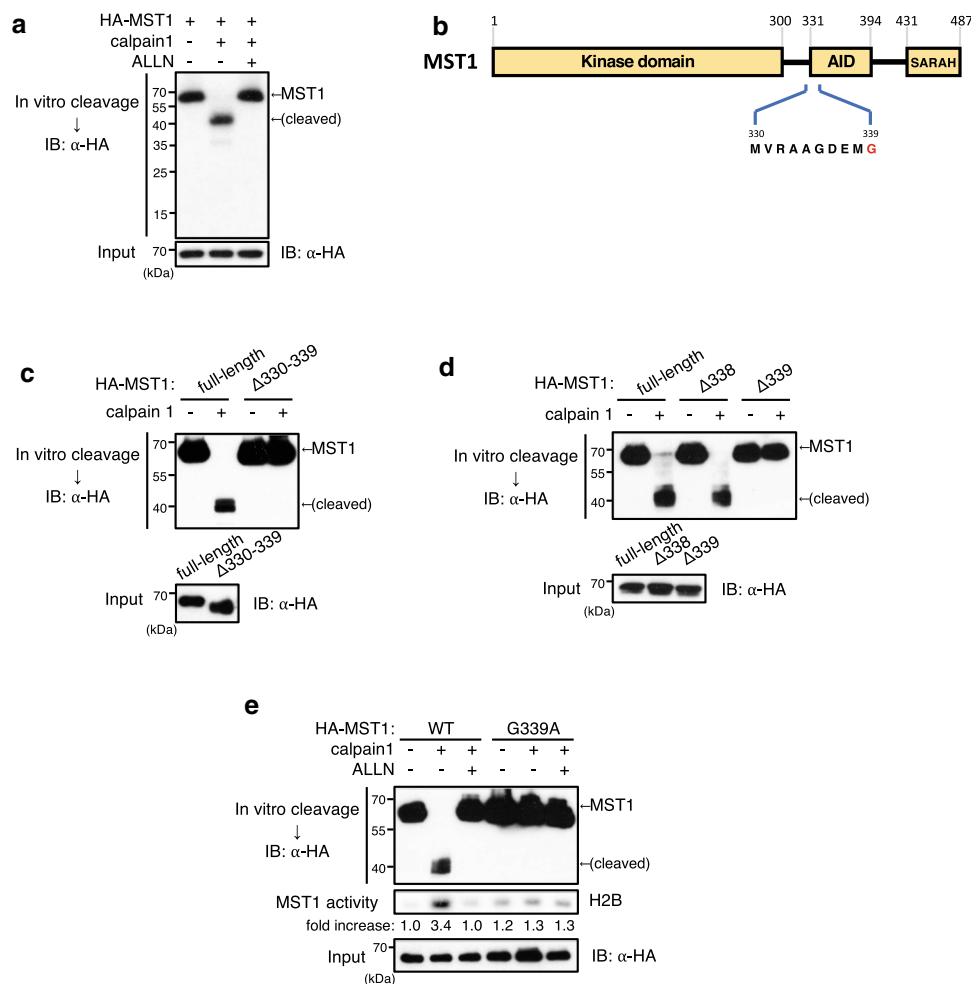 a
HA-MST1 + + +
calpain1 - + +
ALLN - - +
In vitro cleavage
↓
IB: α-HA
70
55
40
35
25
15
←MST1
←(cleaved)
Input 70 IB: α-HA
(kDa)
b
1 300 331 394 431 487
MST1 Kinase domain AID SARAH
330 339
M V R A A G D E M G
c
full-length Δ330-339
HA-MST1:
calpain 1 - + - +
In vitro cleavage
↓
IB: α-HA
70
55
40
←MST1
←(cleaved)
full-length Δ330-339
Input 70 IB: α-HA
(kDa)
d
full-length Δ338 Δ339
HA-MST1:
calpain 1 - + - + - +
In vitro cleavage
↓
IB: α-HA
70
55
40
←MST1
←(cleaved)
full-length Δ338 Δ339
Input 70 IB: α-HA
(kDa)
e
HA-MST1: WT G339A
calpain1 - + + - + +
ALLN - - + - - +
In vitro cleavage
↓
IB: α-HA
70
55
40
←MST1
←(cleaved)
MST1 activity H2B
fold increase: 1.0 3.4 1.0 1.2 1.3 1.3
Input 70 IB: α-HA
(kDa)